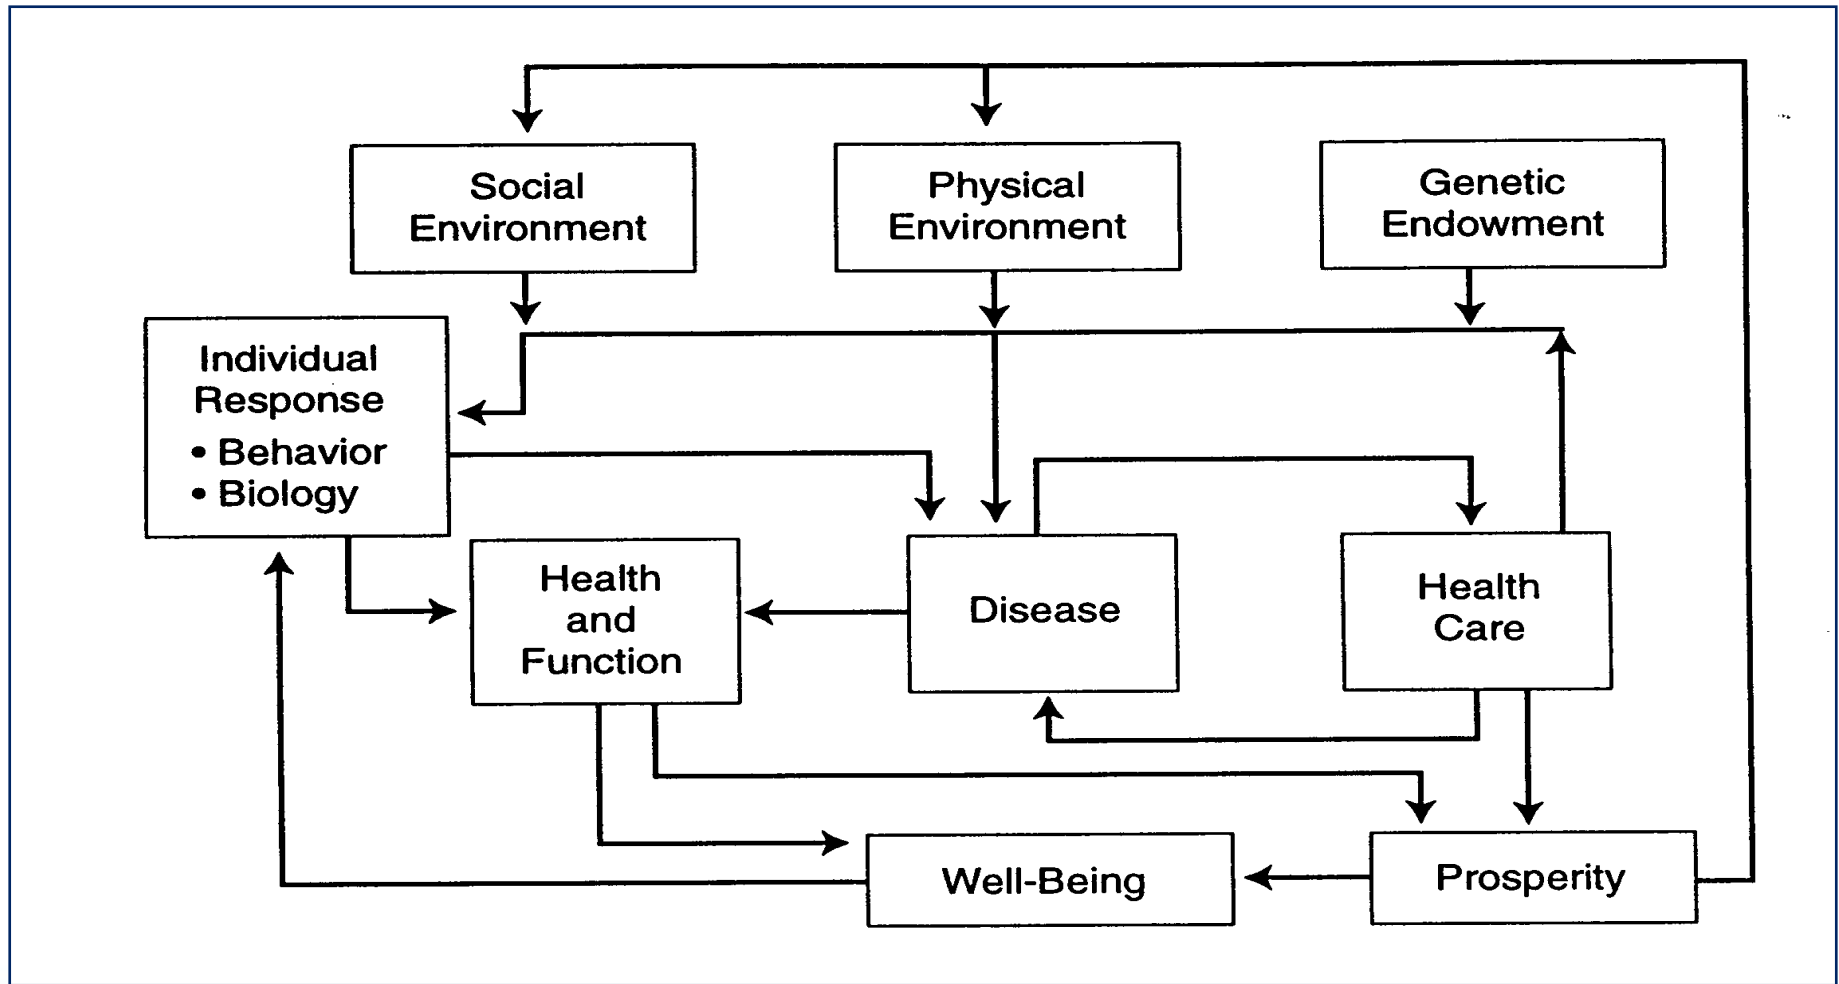 Social
Environment
Physical
Environment
Genetic
Endowment
Individual
Response
• Behavior
• Biology
Health
and
Function
Disease
Health
Care
Well-Being
Prosperity